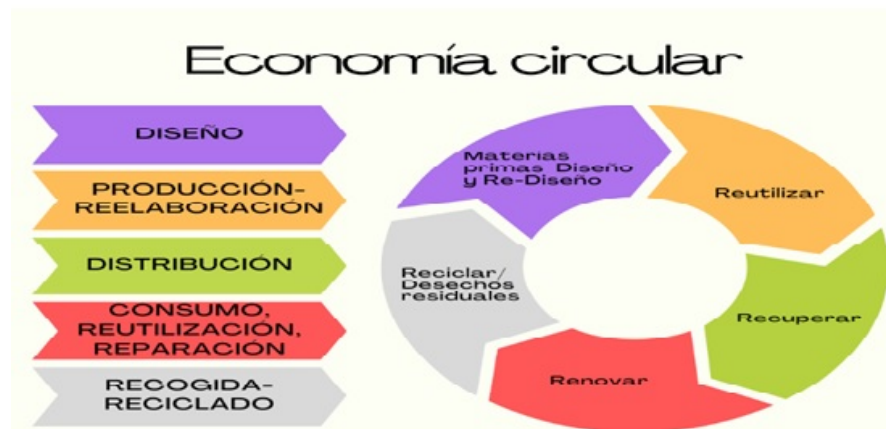 Economía circular
DISEÑO
PRODUCCIÓN-
REELABORACIÓN
DISTRIBUCIÓN
CONSUMO,
REUTILIZACIÓN,
REPARACIÓN
RECOGIDA-
RECICLADO
Materias
primas Diseño
y Re-Diseño
Reutilizar
Recuperar
Renovar
Reciclar/
Desechos
residuales